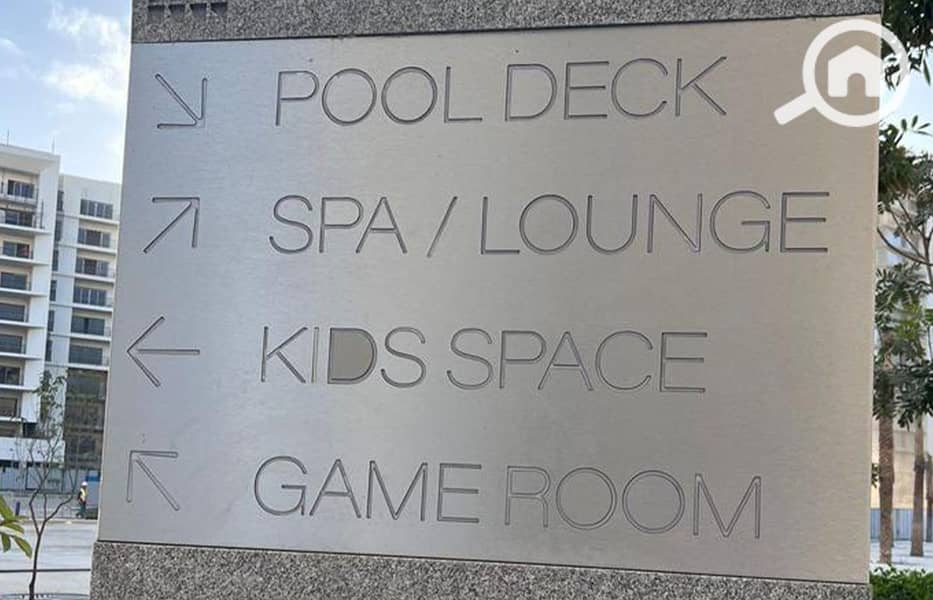 POOL DECK
SPA / LOUNGE
KIDS SPACE
GAME ROOM